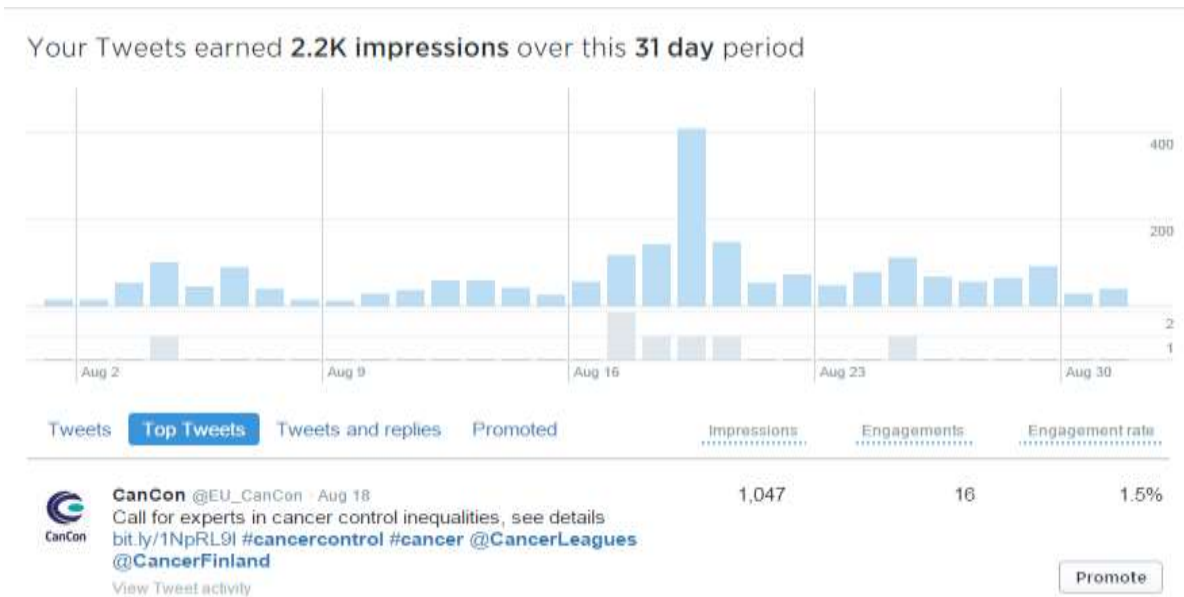 Your Tweets earned 2.2K impressions over this 31 day period
400
200
2
1
Aug 2 Aug 9 Aug 16 Aug 23 Aug 30
Tweets Top Tweets Tweets and replies Promoted Impressions Engagements Engagement rate
CanCon @EU_CanCon · Aug 18 1,047 16 1.5%
Call for experts in cancer control inequalities, see details
CanCon bit.ly/1NpRL9I #cancercontrol #cancer @CancerLeagues
@CancerFinland
View Tweet activity Promote